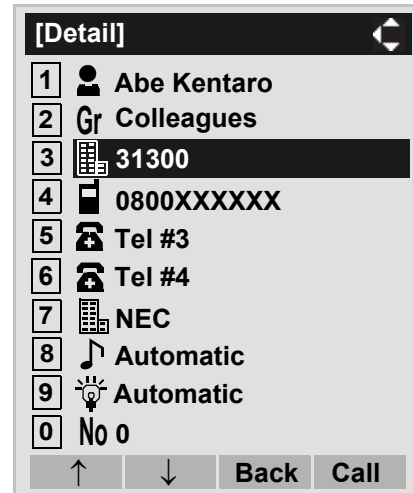 [Detail]
1 Abe Kentaro
2 Gr Colleagues
3 31300
4 0800XXXXXX
5 Tel #3
6 Tel #4
7 NEC
8 Automatic
9 Automatic
0 No 0
↑ ↓ Back Call